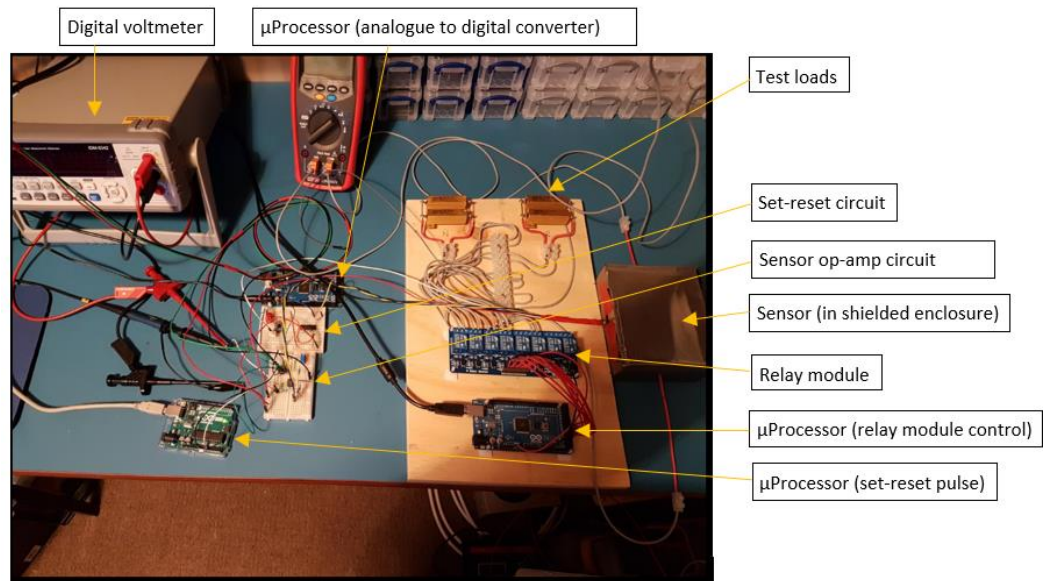 Digital voltmeter
µProcessor (analogue to digital converter)
Test loads
Set-reset circuit
Sensor op-amp circuit
Sensor (in shielded enclosure)
Relay module
µProcessor (relay module control)
µProcessor (set-reset pulse)